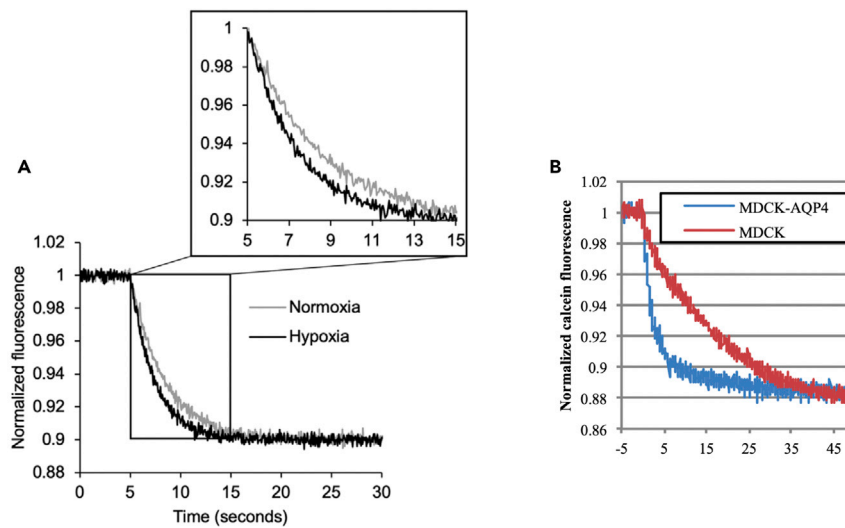 A
1
0.98
0.96
0.94
0.92
0.9
5 7 9 11 13 15
Normalized fluorescence
1.02
1
0.98
0.96
0.94
0.92
0.9
0.88
0 5 10 15 20 25 30
Time (seconds)
Normoxia
Hypoxia
B
Normalized calcein fluorescence
1.02
1
0.98
0.96
0.94
0.92
0.9
0.88
0.86
-5 5 15 25 35 45
MDCK-AQP4
MDCK